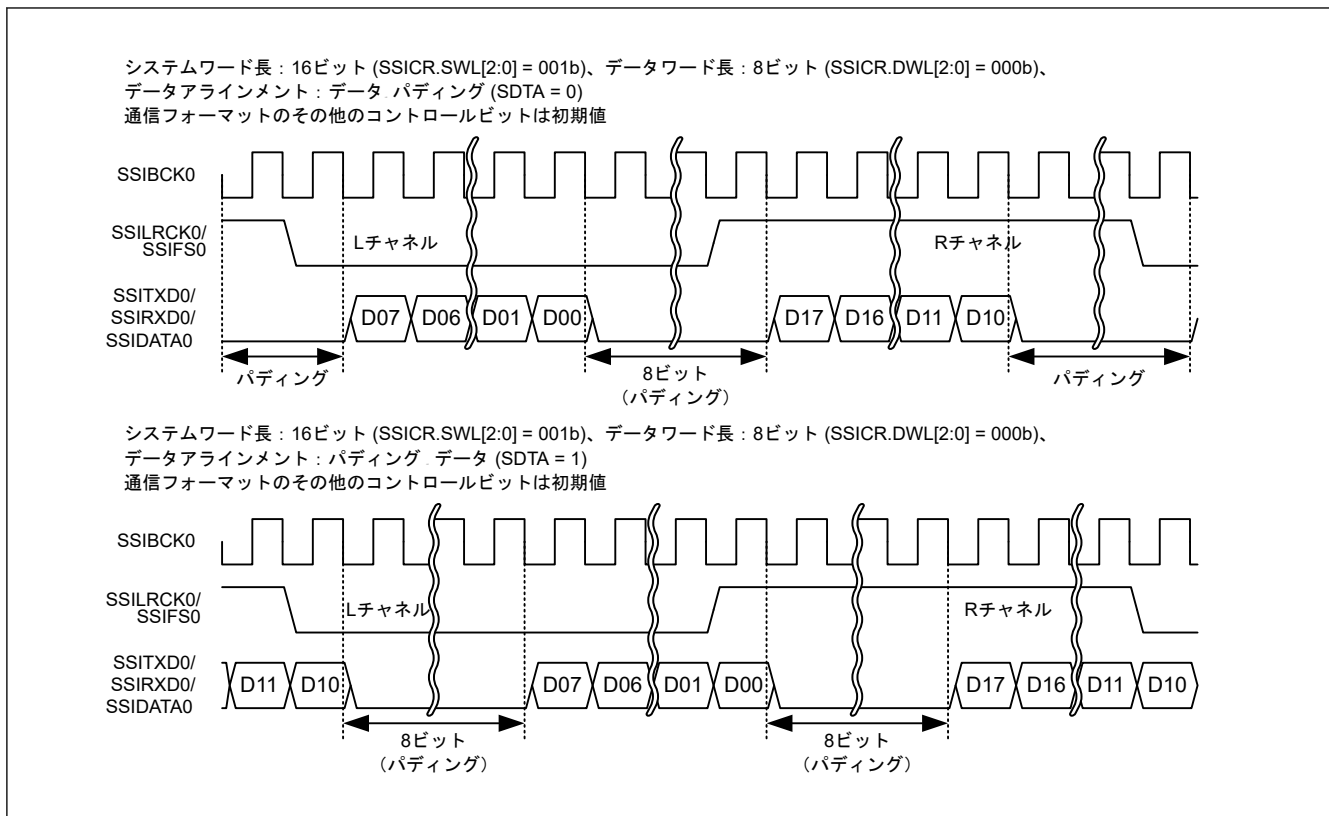 システムワード長：16ビット (SSICR.SWL[2:0] = 001b)、データワード長：8ビット (SSICR.DWL[2:0] = 000b)、
データアラインメント：データ パディング (SDTA = 0)
通信フォーマットのその他のコントロールビットは初期値
SSIBCK0
SSILRCK0/
SSIFS0
Lチャネル
Rチャネル
SSITXD0/
SSIRXD0/
SSIDATA0
D07 D06 D01 D00 D17 D16 D11 D10
パディング
8ビット
（パディング）
パディング
システムワード長：16ビット (SSICR.SWL[2:0] = 001b)、データワード長：8ビット (SSICR.DWL[2:0] = 000b)、
データアラインメント：パディング データ (SDTA = 1)
通信フォーマットのその他のコントロールビットは初期値
SSIBCK0
SSILRCK0/
SSIFS0
Lチャネル
Rチャネル
SSITXD0/
SSIRXD0/
SSIDATA0
D11 D10 D07 D06 D01 D00 D17 D16 D11 D10
8ビット
（パディング）
8ビット
（パディング）